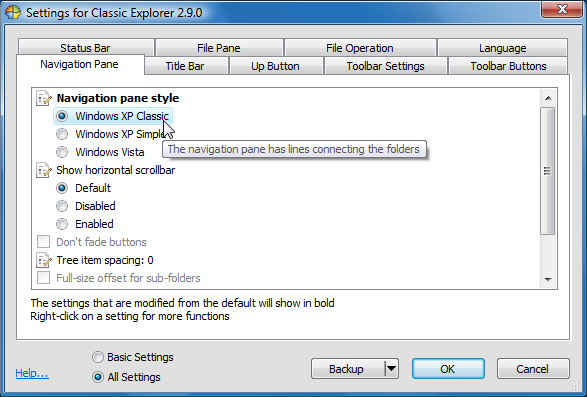 Settings for Classic Explorer 2.9.0
Status Bar
File Pane
File Operation
Language
Navigation Pane
Title Bar
Up Button
Toolbar Settings
Toolbar Buttons
Navigation pane style
Windows XP Classic
Windows XP Simple
Windows Vista
The navigation pane has lines connecting the folders
Show horizontal scrollbar
Default
Disabled
Enabled
Don't fade buttons
Tree item spacing: 0
Full-size offset for sub-folders
The settings that are modified from the default will show in bold
Right-click on a setting for more functions
Help...
Basic Settings
All Settings
Backup
OK
Cancel